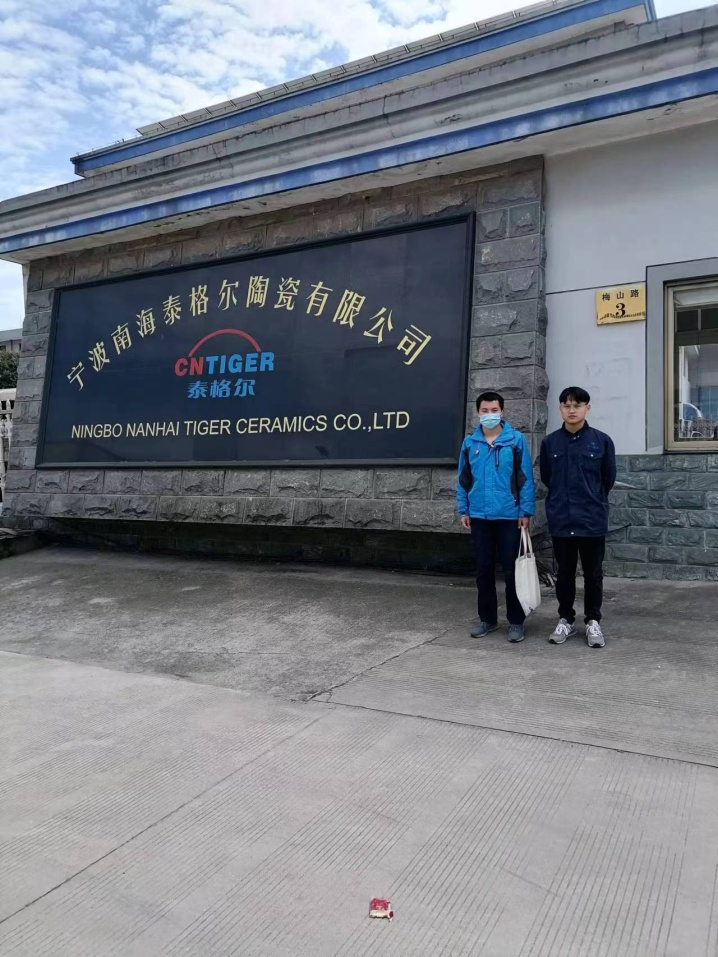 宁波南海泰格尔陶瓷有限公司
CNTIGER
泰格尔
NINGBO NANHAI TIGER CERAMICS CO.,LTD
梅山路
3